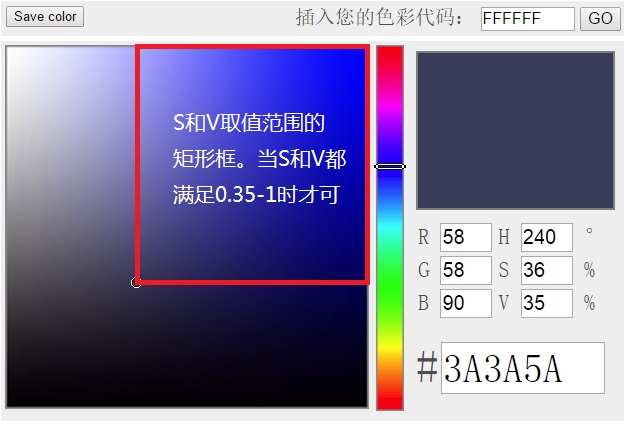 Save color
插入您的色彩代码： FFFFFF GO
S和V取值范围的
矩形框。当S和V都
满足0.35-1时才可
R 58 H 240 °
G 58 S 36 %
B 90 V 35 %
#3A3A5A